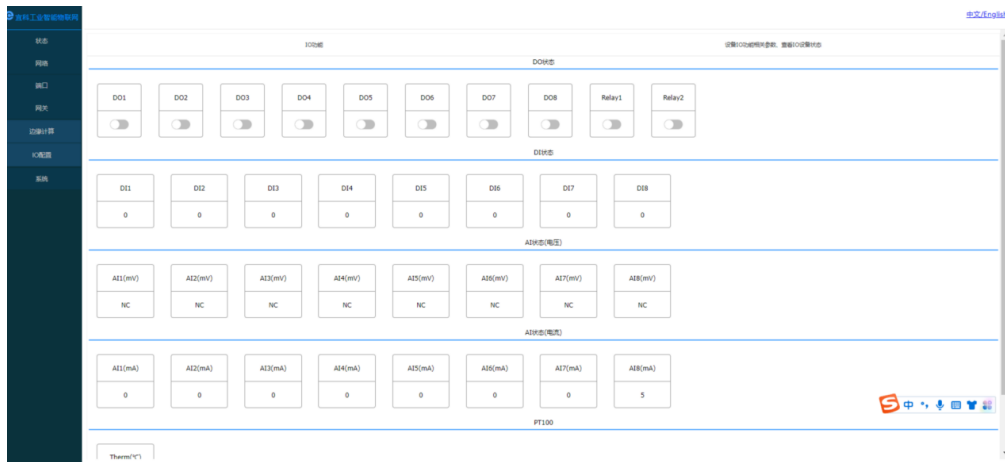 宜科工业智能物联网
中文/English
状态
网络
端口
网关
边缘计算
IO配置
系统
IO功能 设置IO功能相关参数、查看IO设置状态
DO状态
DO1 DO2 DO3 DO4 DO5 DO6 DO7 DO8 Relay1 Relay2
DI状态
DI1 DI2 DI3 DI4 DI5 DI6 DI7 DI8
0 0 0 0 0 0 0 0
AI状态(电压)
AI1(mV) AI2(mV) AI3(mV) AI4(mV) AI5(mV) AI6(mV) AI7(mV) AI8(mV)
NC NC NC NC NC NC NC NC
AI状态(电流)
AI1(mA) AI2(mA) AI3(mA) AI4(mA) AI5(mA) AI6(mA) AI7(mA) AI8(mA)
0 0 0 0 0 0 0 5
中
PT100
Therm(℃)